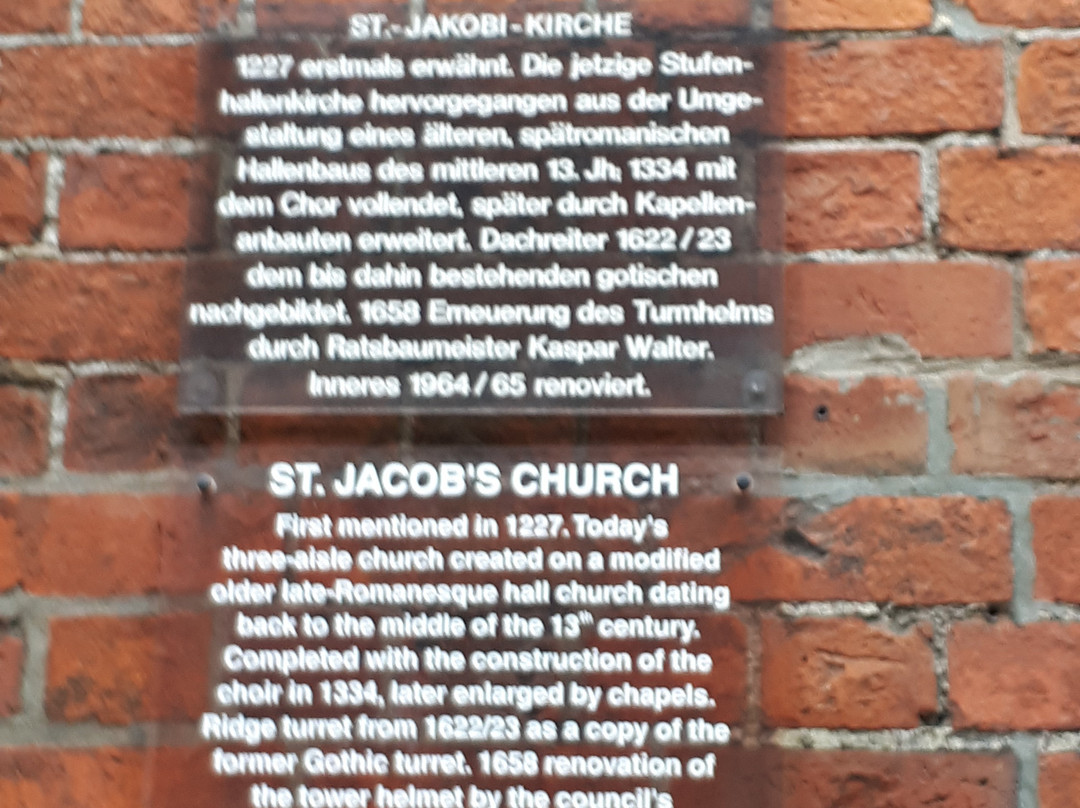 ST.-JAKOBI-KIRCHE
1227 erstmals erwähnt. Die jetzige Stufen-
hallenkirche hervorgegangen aus der Umge-
staltung eines älteren, spätromanischen
Hallenbaus des mittleren 13. Jh. 1334 mit
dem Chor vollendet, später durch Kapellen-
anbauten erweitert. Dachreiter 1622/23
dem bis dahin bestehenden gotischen
nachgebildet. 1658 Erneuerung des Turmhelms
durch Ratsbaumeister Kaspar Walter.
Inneres 1964/65 renoviert.
ST. JACOB'S CHURCH
First mentioned in 1227. Today's
three-aisle church created on a modified
older late-Romanesque hall church dating
back to the middle of the 13th century.
Completed with the construction of the
choir in 1334, later enlarged by chapels.
Ridge turret from 1622/23 as a copy of the
former Gothic turret. 1658 renovation of
the tower helmet by the council's